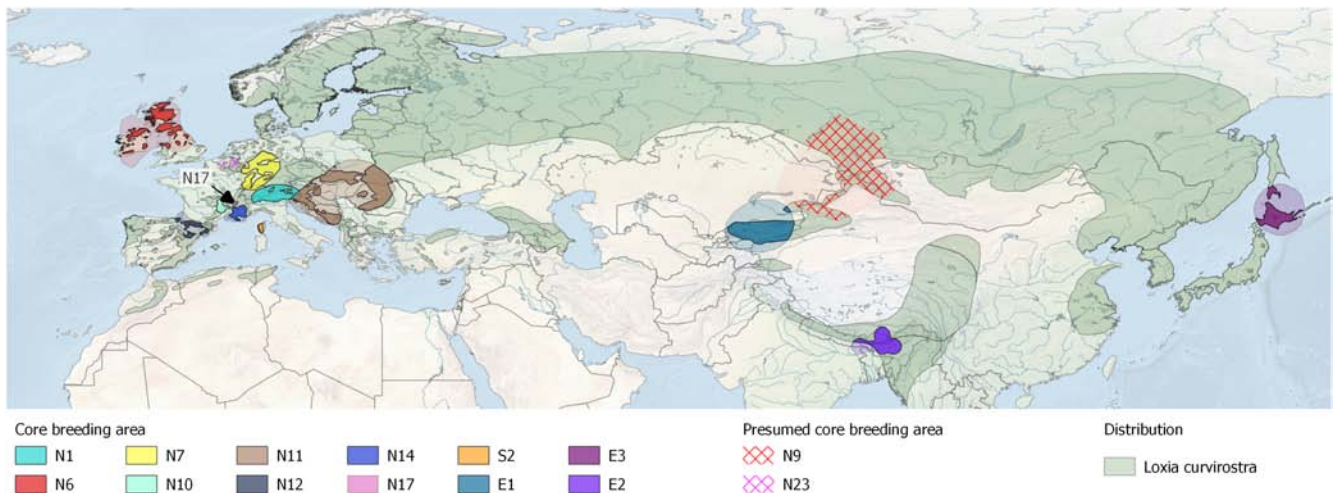 N17
Core breeding area
N1 N7 N11 N14 S2 E3
N6 N10 N12 N17 E1 E2
Presumed core breeding area
N9
N23
Distribution
Loxia curvirostra